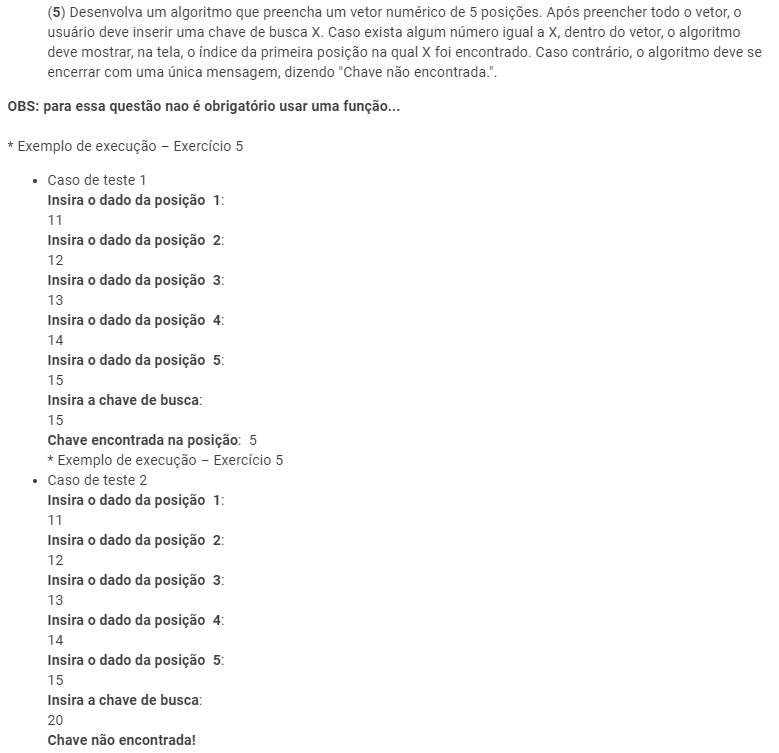 (5) Desenvolva um algoritmo que preencha um vetor numérico de 5 posições. Após preencher todo o vetor, o
usuário deve inserir uma chave de busca X. Caso exista algum número igual a X, dentro do vetor, o algoritmo
deve mostrar, na tela, o índice da primeira posição na qual X foi encontrado. Caso contrário, o algoritmo deve se
encerrar com uma única mensagem, dizendo "Chave não encontrada.".
OBS: para essa questão nao é obrigatório usar uma função...
* Exemplo de execução – Exercício 5
• Caso de teste 1
Insira o dado da posição 1:
11
Insira o dado da posição 2:
12
Insira o dado da posição 3:
13
Insira o dado da posição 4:
14
Insira o dado da posição 5:
15
Insira a chave de busca:
15
Chave encontrada na posição: 5
* Exemplo de execução – Exercício 5
• Caso de teste 2
Insira o dado da posição 1:
11
Insira o dado da posição 2:
12
Insira o dado da posição 3:
13
Insira o dado da posição 4:
14
Insira o dado da posição 5:
15
Insira a chave de busca:
20
Chave não encontrada!